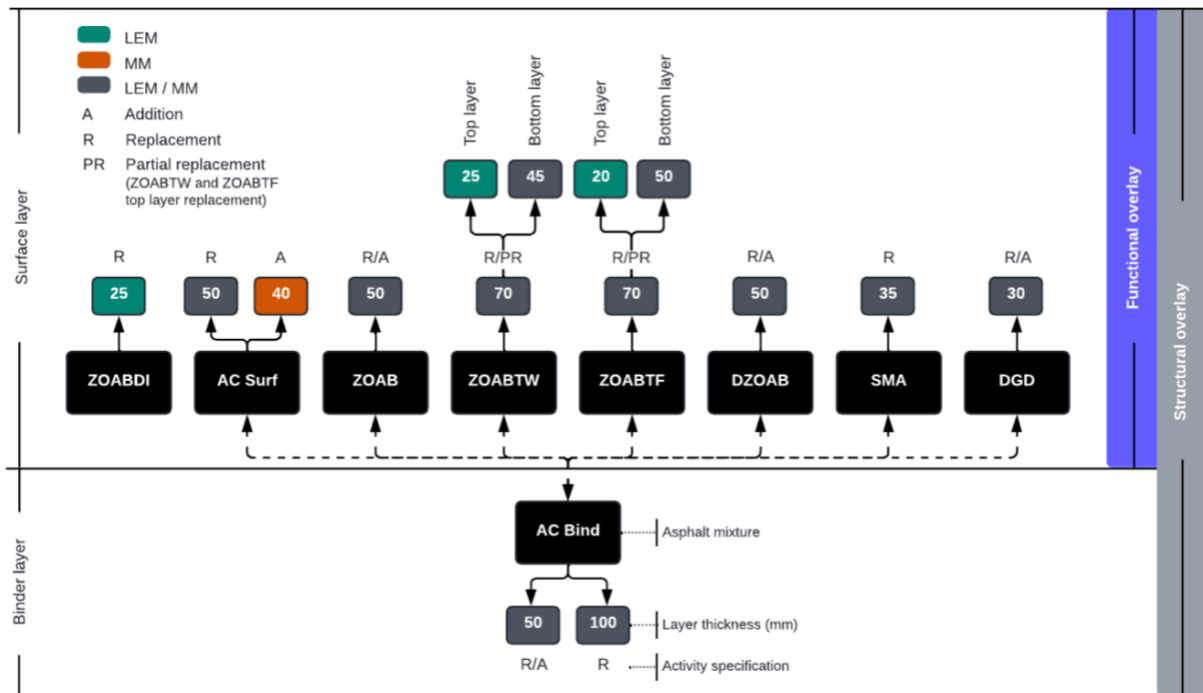 LEM
MM
LEM / MM
A Addition
R Replacement
PR Partial replacement
(ZOABTW and ZOABTF
top layer replacement)
Surface layer
Top layer
Bottom layer
Top layer
Bottom layer
25
45
20
50
R
R
A
R/A
R/PR
R/PR
R/A
R
R/A
25
50
40
50
70
70
50
35
30
ZOABDI
AC Surf
ZOAB
ZOABTW
ZOABTF
DZOAB
SMA
DGD
Functional overlay
Structural overlay
Binder layer
AC Bind
Asphalt mixture
50
100
Layer thickness (mm)
R/A
R
Activity specification